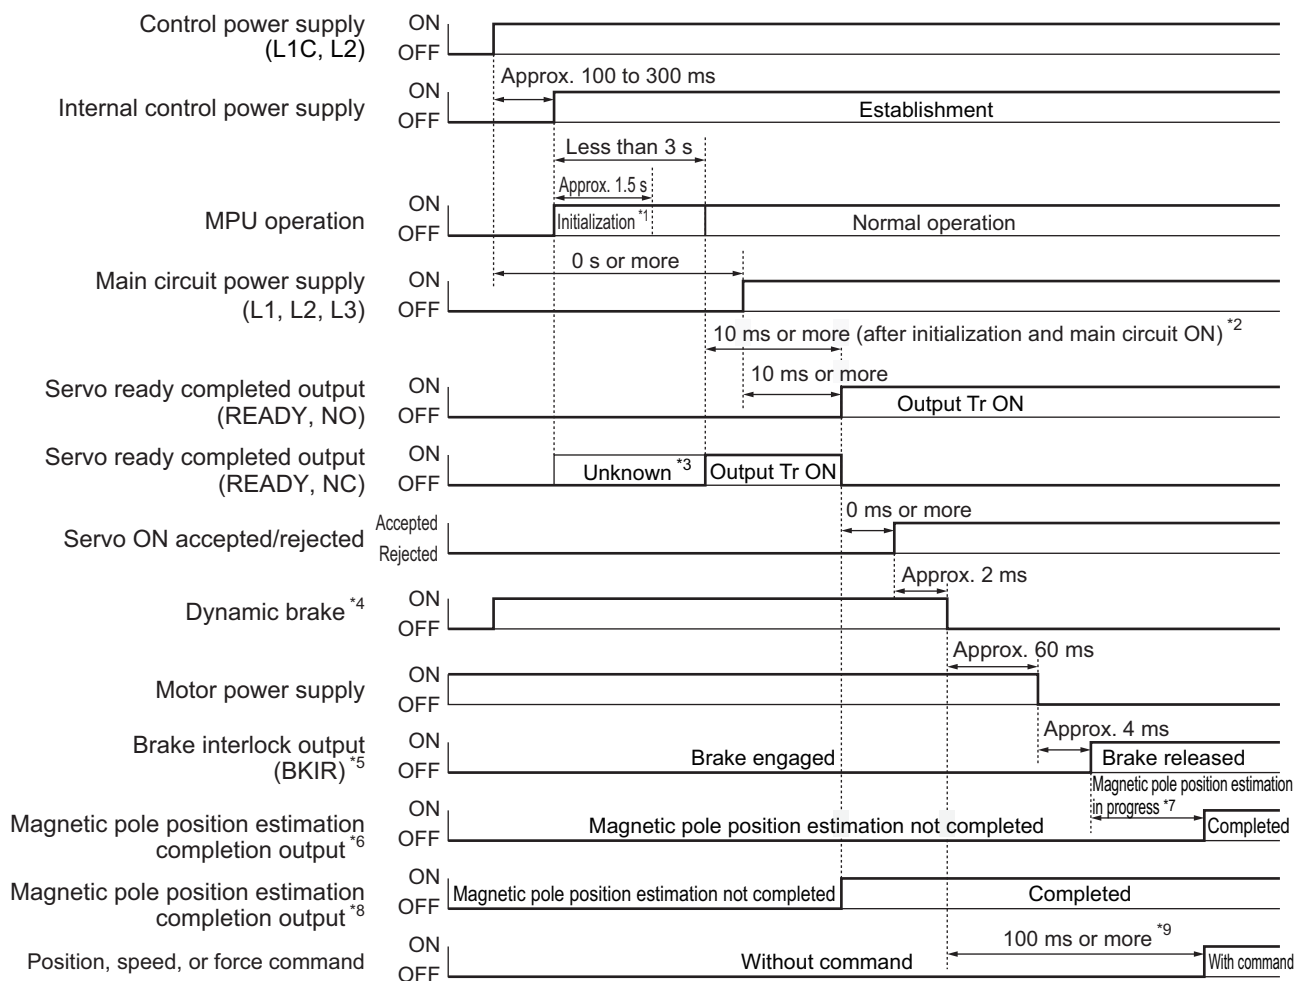 Control power supply
(L1C, L2)
ON
OFF
Approx. 100 to 300 ms
Internal control power supply
ON
OFF
Establishment
Less than 3 s
Approx. 1.5 s
MPU operation
ON
OFF
Initialization *1
Normal operation
0 s or more
Main circuit power supply
(L1, L2, L3)
ON
OFF
10 ms or more (after initialization and main circuit ON) *2
10 ms or more
Servo ready completed output
(READY, NO)
ON
OFF
Output Tr ON
Servo ready completed output
(READY, NC)
ON
OFF
Unknown *3
Output Tr ON
0 ms or more
Servo ON accepted/rejected
Accepted
Rejected
Approx. 2 ms
Dynamic brake *4
ON
OFF
Approx. 60 ms
Motor power supply
ON
OFF
Approx. 4 ms
Brake interlock output
(BKIR) *5
ON
OFF
Brake engaged
Brake released
Magnetic pole position estimation
in progress *7
Magnetic pole position estimation
completion output *6
ON
OFF
Magnetic pole position estimation not completed
Completed
Magnetic pole position estimation
completion output *8
ON
OFF
Magnetic pole position estimation not completed
Completed
100 ms or more *9
Position, speed, or force command
ON
OFF
Without command
With command